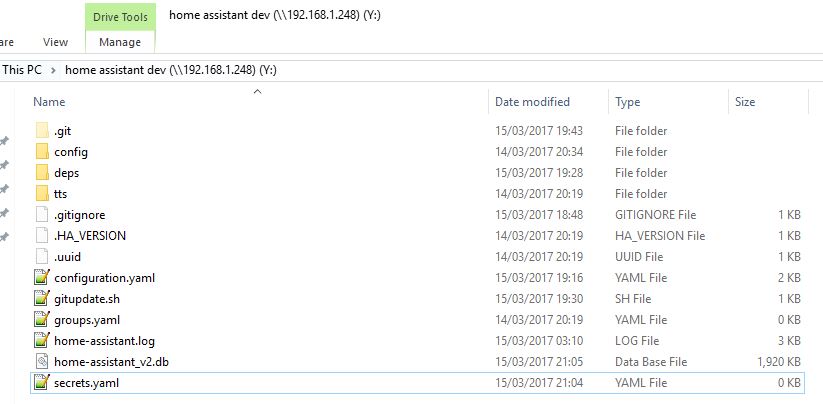 Drive Tools home assistant dev (\\192.168.1.248) (Y:)
are View Manage
This PC > home assistant dev (\\192.168.1.248) (Y:)
Name Date modified Type Size
.git 15/03/2017 19:43 File folder
config 14/03/2017 20:34 File folder
deps 15/03/2017 19:28 File folder
tts 14/03/2017 20:19 File folder
.gitignore 15/03/2017 18:48 GITIGNORE File 1 KB
.HA_VERSION 14/03/2017 20:19 HA_VERSION File 1 KB
.uuid 14/03/2017 20:19 UUID File 1 KB
configuration.yaml 15/03/2017 19:16 YAML File 2 KB
gitupdate.sh 15/03/2017 19:30 SH File 1 KB
groups.yaml 14/03/2017 20:19 YAML File 0 KB
home-assistant.log 15/03/2017 03:10 LOG File 3 KB
home-assistant_v2.db 15/03/2017 21:05 Data Base File 1,920 KB
secrets.yaml 15/03/2017 21:04 YAML File 0 KB